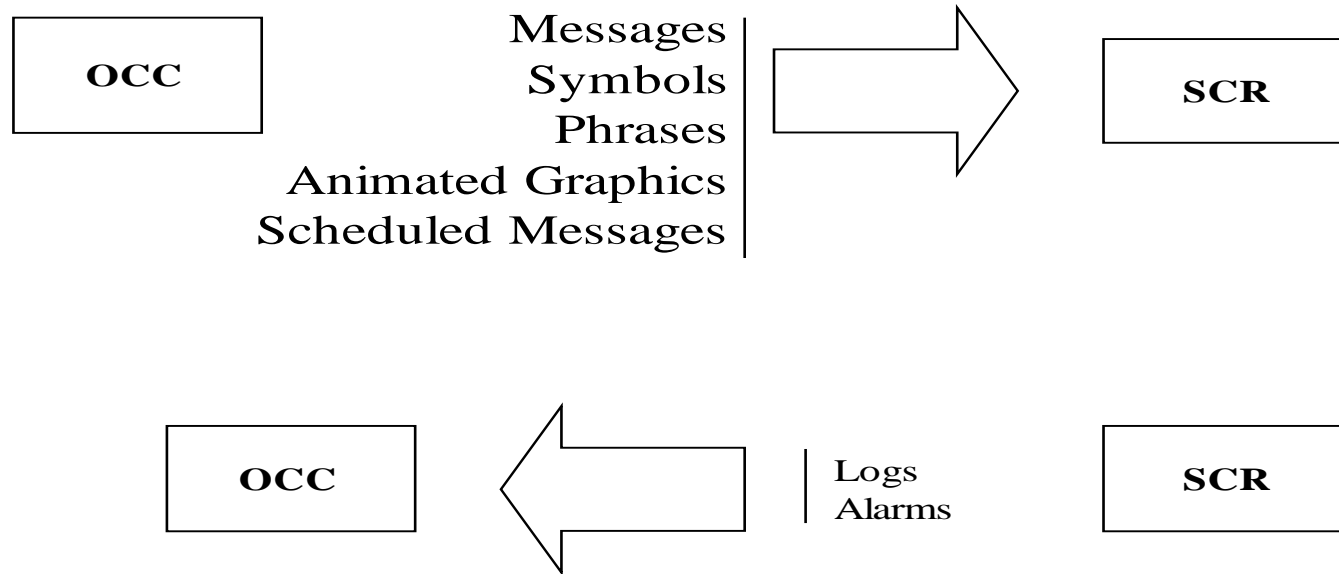 OCC
Messages
Symbols
Phrases
Animated Graphics
Scheduled Messages
SCR
OCC
Logs
Alarms
SCR